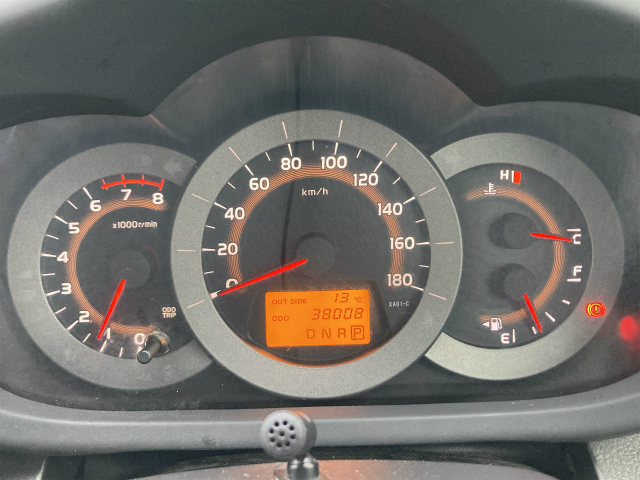 8
7
6
5
4
3
2
1
0
x1000r/min
ODO
TRIP
0
20
40
60
80
100
120
140
160
180
km/h
OUT SIDE 13 °C
ODO 38008
D N R P
XA01-C
H
C
F
E